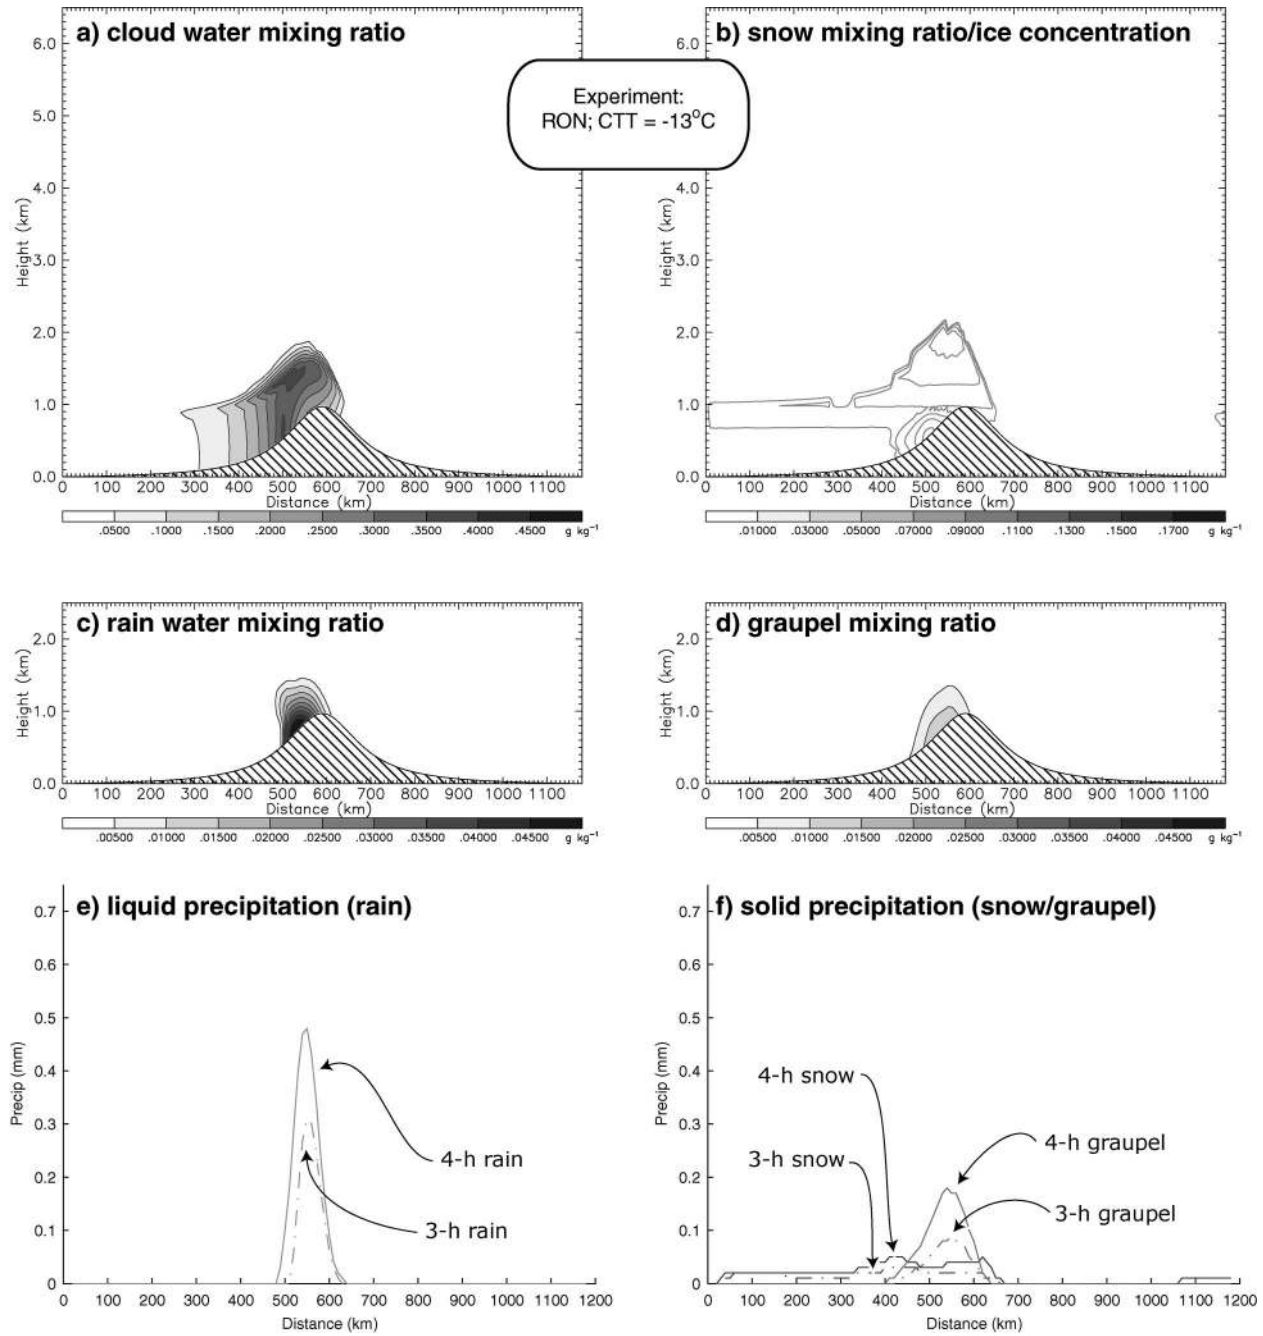 a) cloud water mixing ratio
b) snow mixing ratio/ice concentration
Experiment:
RON; CTT = -13°C
6.0
5.0
4.0
3.0
2.0
1.0
0.0
Height (km)
0 100 200 300 400 500 600 700 800 900 1000 1100
Distance (km)
.0500 .1000 .1500 .2000 .2500 .3000 .3500 .4000 .4500 g kg⁻¹
6.0
5.0
4.0
3.0
2.0
1.0
0.0
Height (km)
0 100 200 300 400 500 600 700 800 900 1000 1100
Distance (km)
.01000 .03000 .05000 .07000 .09000 .1100 .1300 .1500 .1700 g kg⁻¹
c) rain water mixing ratio
2.0
1.0
0.0
Height (km)
0 100 200 300 400 500 600 700 800 900 1000 1100
Distance (km)
.00500 .01000 .01500 .02000 .02500 .03000 .03500 .04000 .04500 g kg⁻¹
d) graupel mixing ratio
2.0
1.0
0.0
Height (km)
0 100 200 300 400 500 600 700 800 900 1000 1100
Distance (km)
.00500 .01000 .01500 .02000 .02500 .03000 .03500 .04000 .04500 g kg⁻¹
e) liquid precipitation (rain)
0.7
0.6
0.5
0.4
0.3
0.2
0.1
0
Precip (mm)
4-h rain
3-h rain
0 100 200 300 400 500 600 700 800 900 1000 1100 1200
Distance (km)
f) solid precipitation (snow/graupel)
0.7
0.6
0.5
0.4
0.3
0.2
0.1
0
Precip (mm)
4-h snow
3-h snow
4-h graupel
3-h graupel
0 100 200 300 400 500 600 700 800 900 1000 1100 1200
Distance (km)